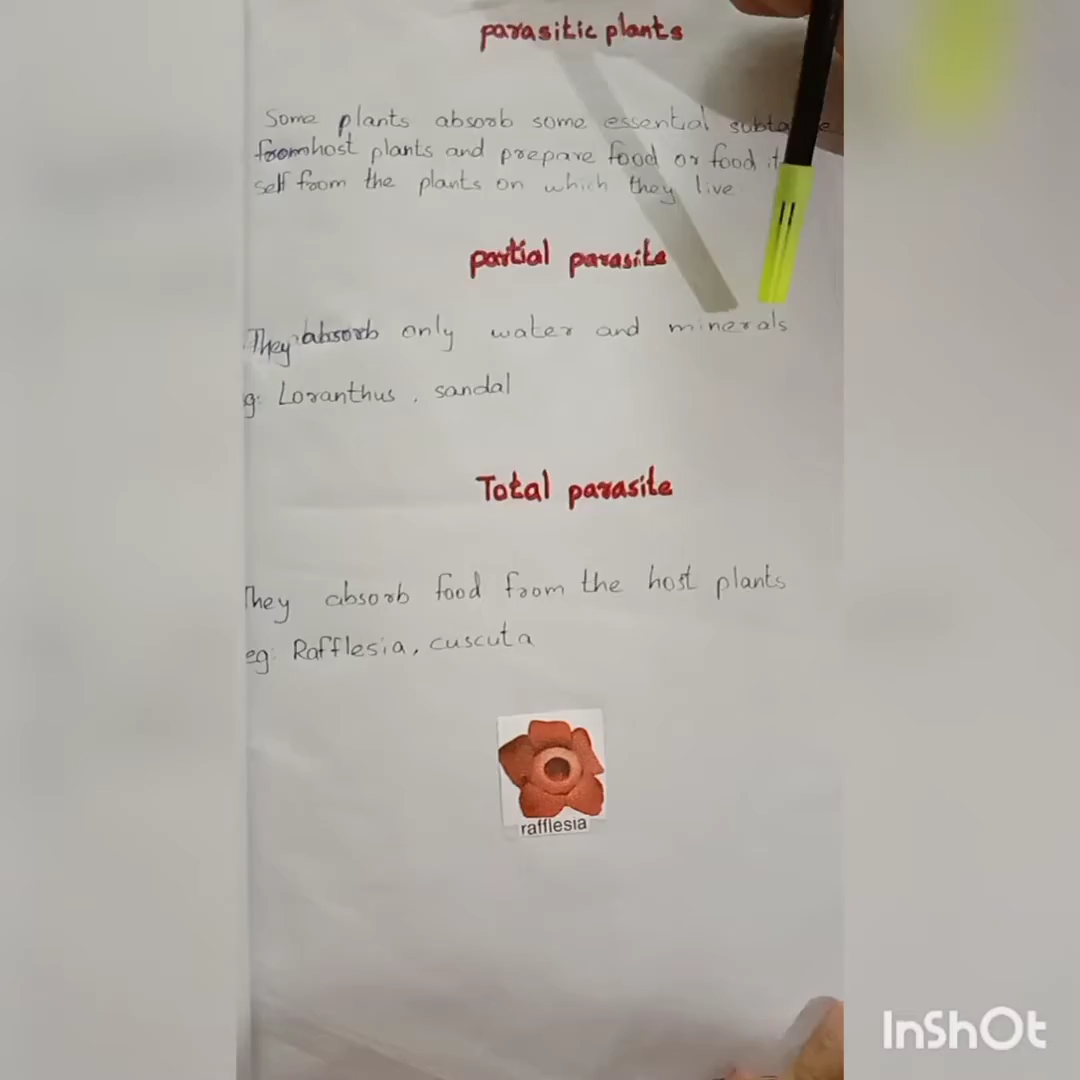 parasitic plants
Some plants absorb some essential
from host plants and prepare food or food it
self from the plants on which they live
partial parasite
They absorb only water and minerals
g: Loranthus, sandal
Total parasite
They absorb food from the host plants
eg: Rafflesia, cuscuta
rafflesia
InShOt